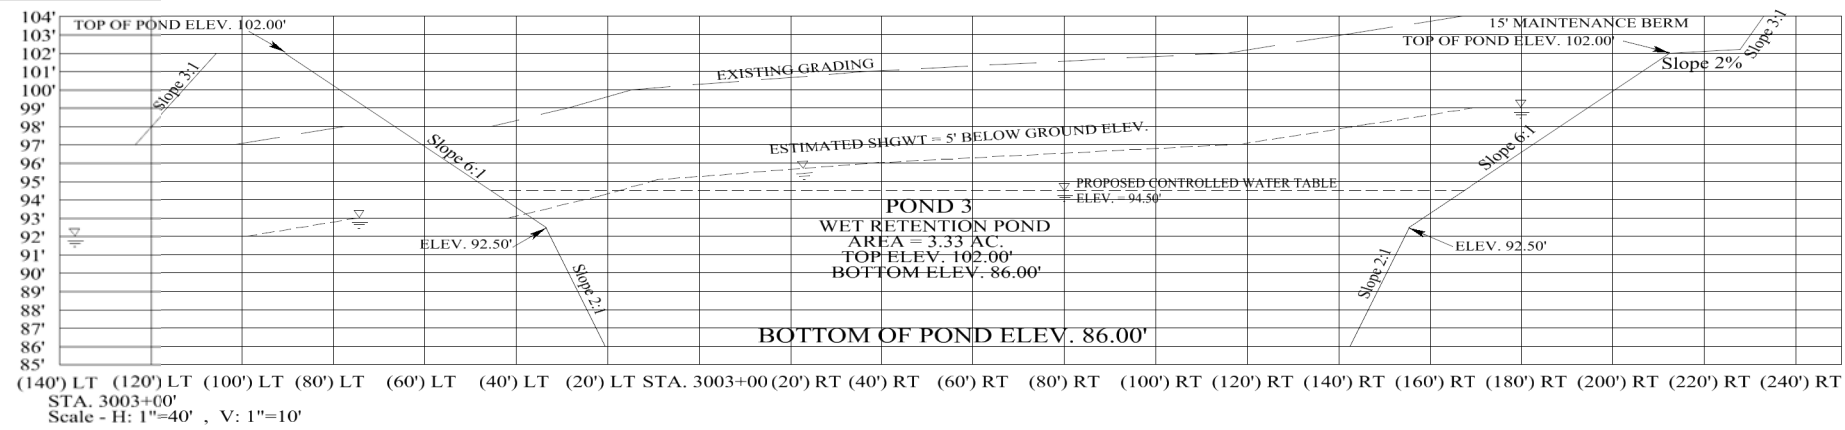 104'
TOP OF POND ELEV. 102.00'
15' MAINTENANCE BERM
Slope 3:1
103'
TOP OF POND ELEV. 102.00'
102'
Slope 2%
101'
EXISTING GRADING
Slope 3:1
100'
99'
98'
ESTIMATED SHGWT = 5' BELOW GROUND ELEV.
97'
Slope 6:1
Slope 6:1
96'
95'
PROPOSED CONTROLLED WATER TABLE
94'
ELEV. = 94.50'
POND 3
93'
WET RETENTION POND
92'
AREA = 3.33 AC.
ELEV. 92.50'
ELEV. 92.50'
91'
TOP ELEV. 102.00'
90'
BOTTOM ELEV. 86.00'
Slope 2:1
Slope 2:1
89'
88'
87'
BOTTOM OF POND ELEV. 86.00'
86'
85'
(140') LT (120') LT (100') LT (80') LT (60') LT (40') LT (20') LT STA. 3003+00 (20') RT (40') RT (60') RT (80') RT (100') RT (120') RT (140') RT (160') RT (180') RT (200') RT (220') RT (240') RT
STA. 3003+00'
Scale - H: 1"=40' , V: 1"=10'